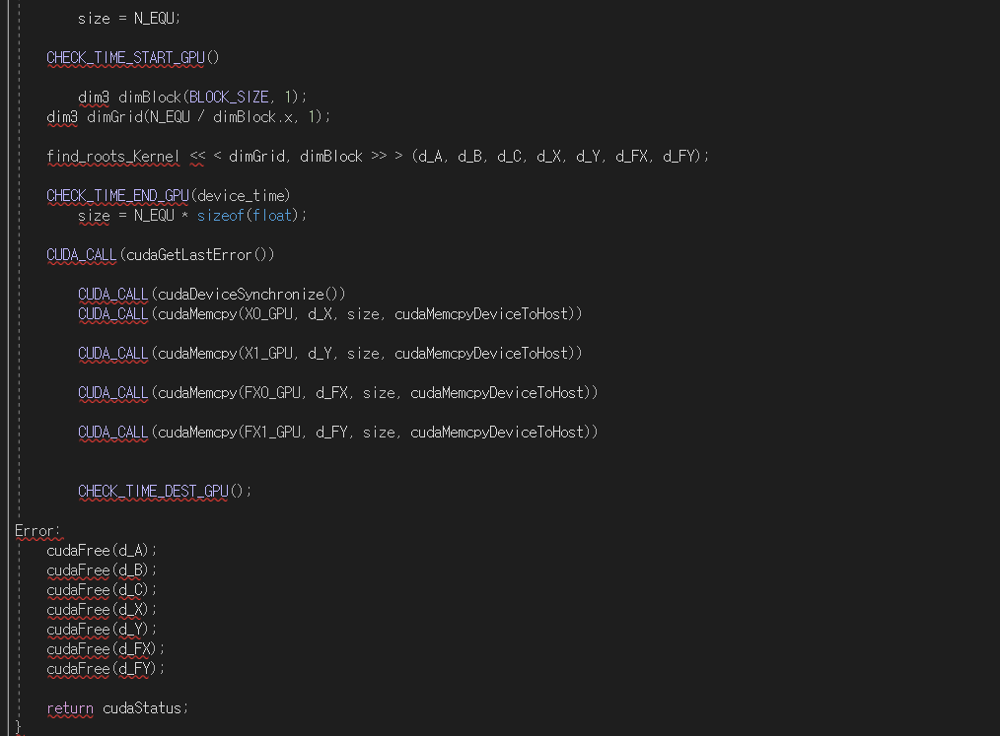 size = N_EQU;
CHECK_TIME_START_GPU()
dim3 dimBlock(BLOCK_SIZE, 1);
dim3 dimGrid(N_EQU / dimBlock.x, 1);
find_roots_Kernel << < dimGrid, dimBlock >> > (d_A, d_B, d_C, d_X, d_Y, d_FX, d_FY);
CHECK_TIME_END_GPU(device_time)
size = N_EQU * sizeof(float);
CUDA_CALL(cudaGetLastError())
CUDA_CALL(cudaDeviceSynchronize())
CUDA_CALL(cudaMemcpy(X0_GPU, d_X, size, cudaMemcpyDeviceToHost))
CUDA_CALL(cudaMemcpy(X1_GPU, d_Y, size, cudaMemcpyDeviceToHost))
CUDA_CALL(cudaMemcpy(FX0_GPU, d_FX, size, cudaMemcpyDeviceToHost))
CUDA_CALL(cudaMemcpy(FX1_GPU, d_FY, size, cudaMemcpyDeviceToHost))
CHECK_TIME_DEST_GPU();
Error:
cudaFree(d_A);
cudaFree(d_B);
cudaFree(d_C);
cudaFree(d_X);
cudaFree(d_Y);
cudaFree(d_FX);
cudaFree(d_FY);
return cudaStatus;
}